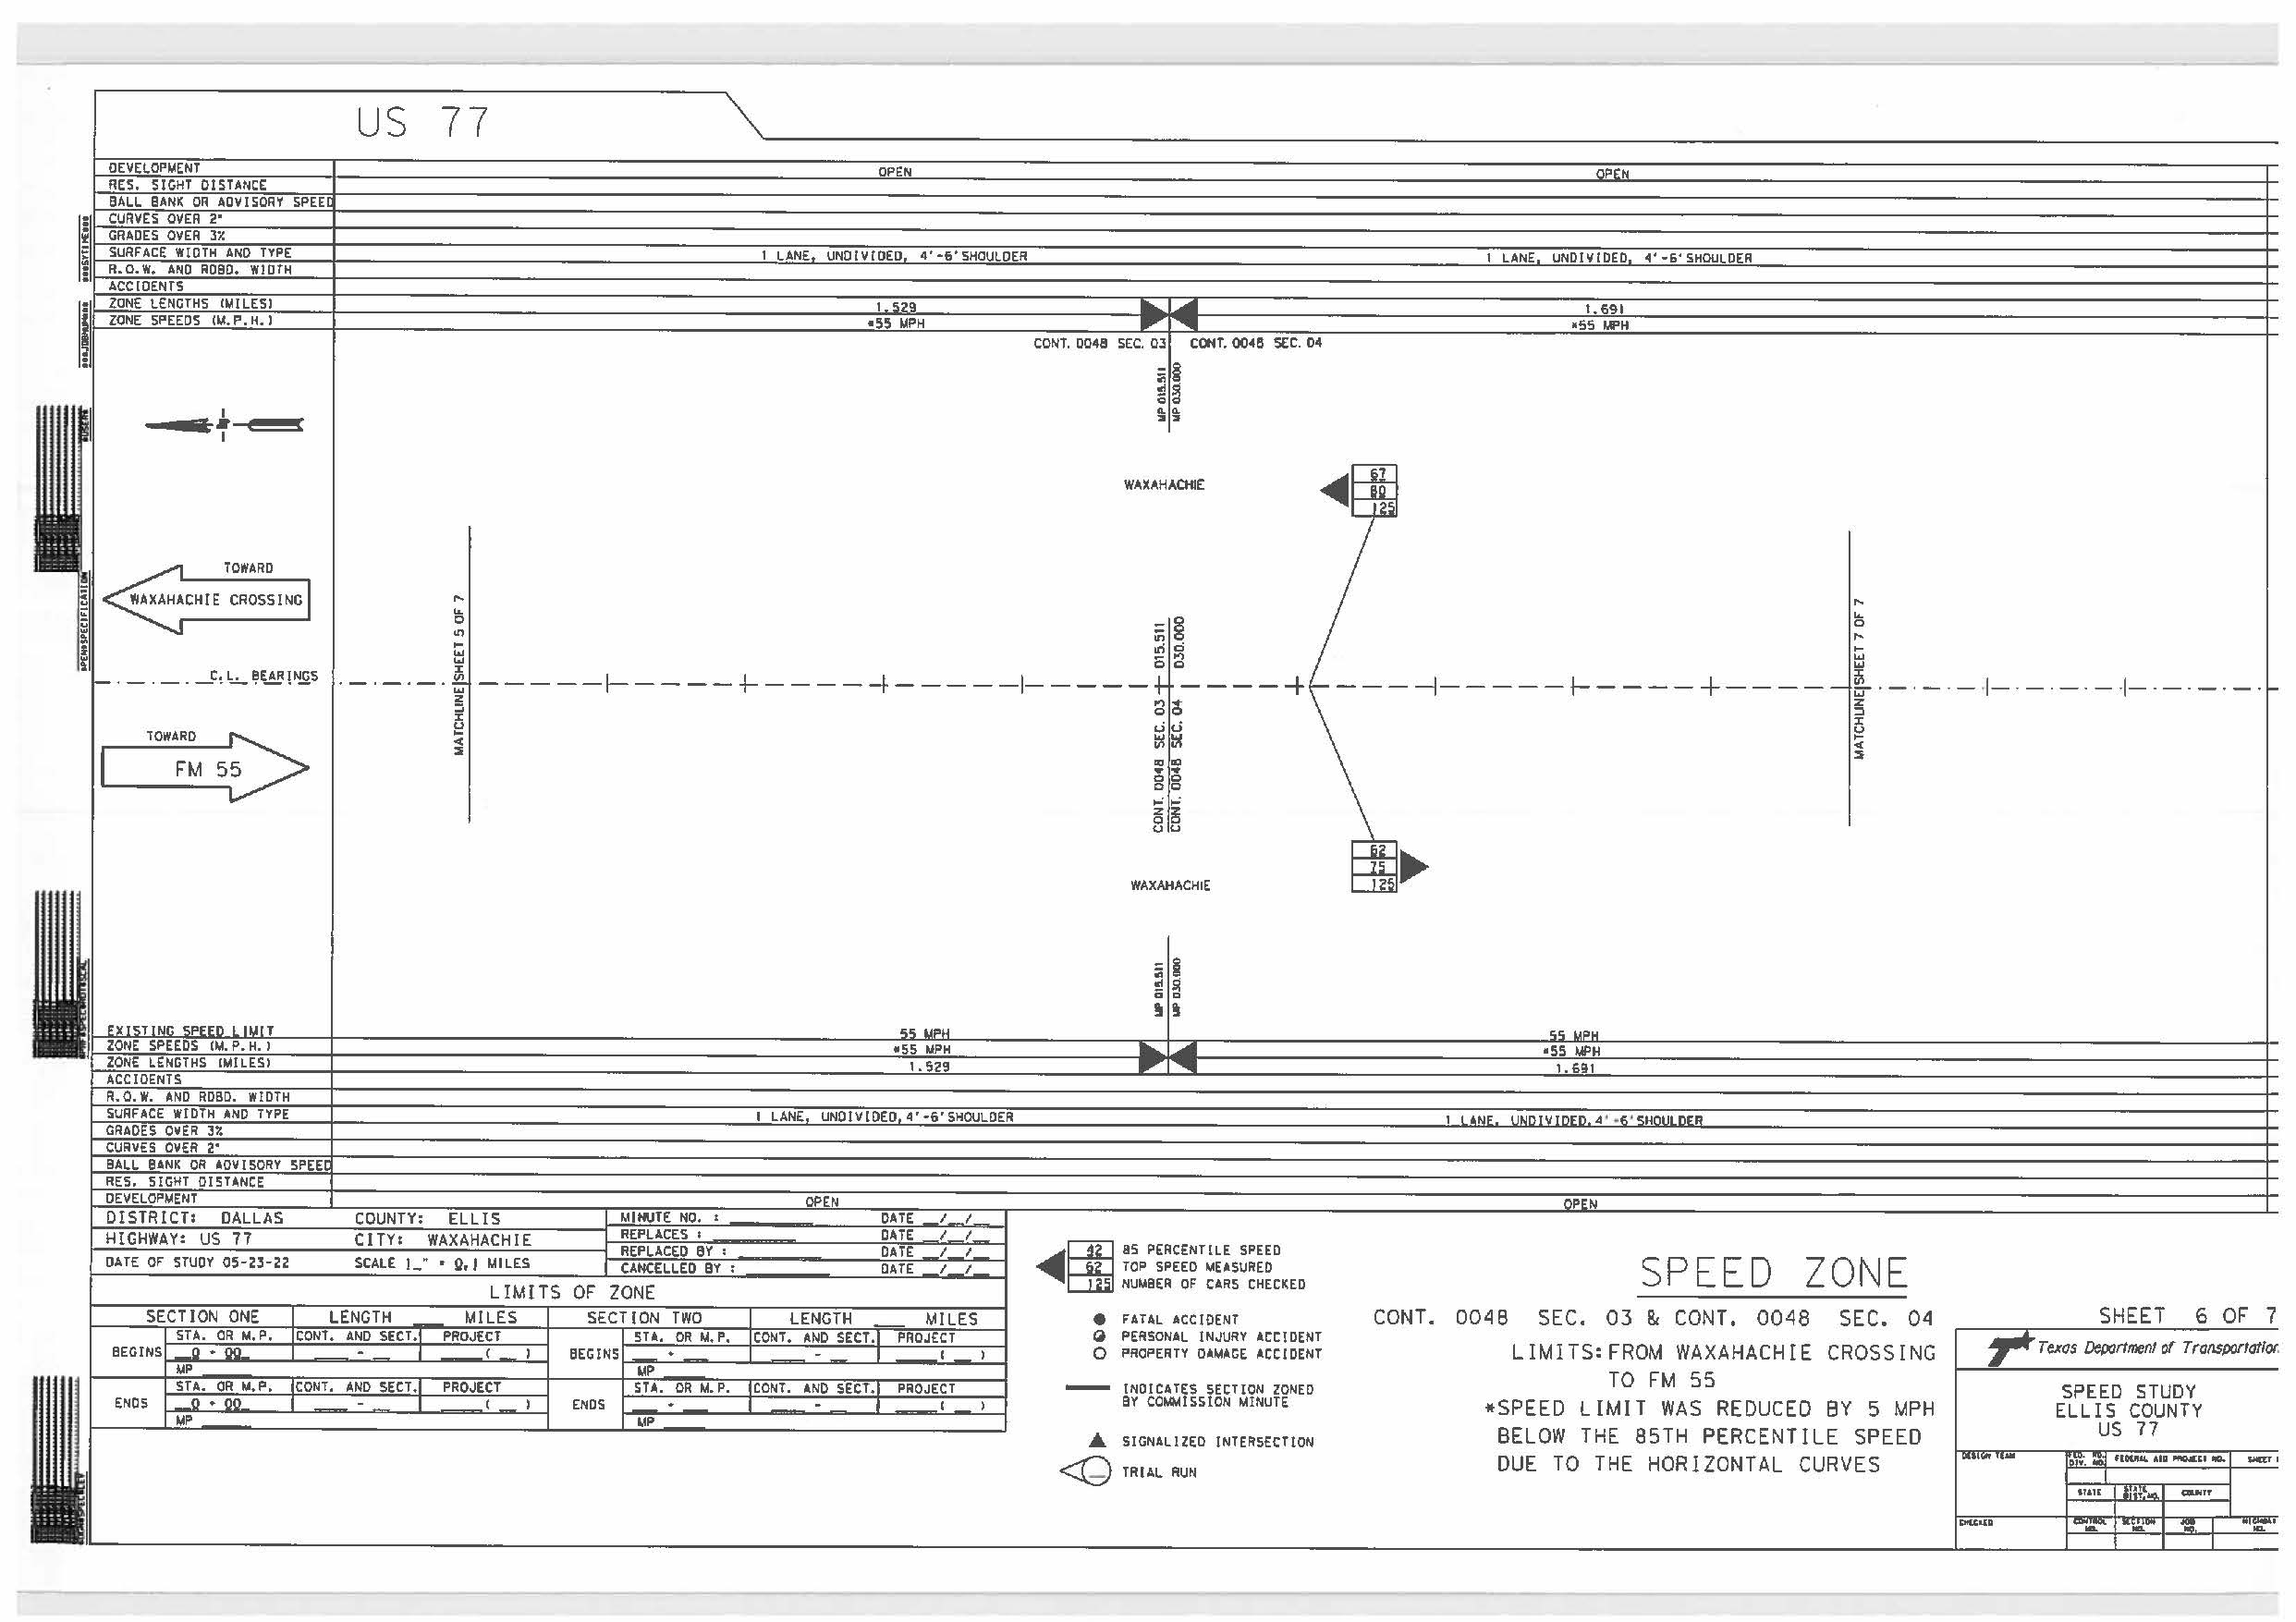 US 77
DEVELOPMENT OPEN OPEN
RES. SIGHT DISTANCE
BALL BANK OR ADVISORY SPEED
CURVES OVER 2°
GRADES OVER 3%
SURFACE WIDTH AND TYPE 1 LANE, UNDIVIDED, 4'-6' SHOULDER 1 LANE, UNDIVIDED, 4'-6' SHOULDER
R.O.W. AND RDBD. WIDTH
ACCIDENTS
ZONE LENGTHS (MILES) 1.529 1.691
ZONE SPEEDS (M.P.H.) *55 MPH *55 MPH
CONT. 0048 SEC. 03 CONT. 0048 SEC. 04
MP 015.511
MP 030.000
WAXAHACHIE
67
80
125
TOWARD
WAXAHACHIE CROSSING
MATCHLINE SHEET 5 OF 7
CONT. 0048 SEC. 03 015.511
CONT. 0048 SEC. 04 030.000
MATCHLINE SHEET 7 OF 7
C.L. BEARINGS
TOWARD
FM 55
62
75
125
WAXAHACHIE
MP 015.511
MP 030.000
EXISTING SPEED LIMIT 55 MPH 55 MPH
ZONE SPEEDS (M.P.H.) *55 MPH *55 MPH
ZONE LENGTHS (MILES) 1.529 1.691
ACCIDENTS
R.O.W. AND RDBD. WIDTH
SURFACE WIDTH AND TYPE 1 LANE, UNDIVIDED, 4'-6' SHOULDER 1 LANE, UNDIVIDED, 4'-6' SHOULDER
GRADES OVER 3%
CURVES OVER 2°
BALL BANK OR ADVISORY SPEED
RES. SIGHT DISTANCE
DEVELOPMENT OPEN OPEN
DISTRICT: DALLAS COUNTY: ELLIS MINUTE NO. : DATE _/_/_
HIGHWAY: US 77 CITY: WAXAHACHIE REPLACES : DATE _/_/_
REPLACED BY : DATE _/_/_
DATE OF STUDY 05-23-22 SCALE 1_" = 0.1 MILES CANCELLED BY : DATE _/_/_
LIMITS OF ZONE
SECTION ONE LENGTH ___ MILES SECTION TWO LENGTH ___ MILES
STA. OR M.P. CONT. AND SECT. PROJECT STA. OR M.P. CONT. AND SECT. PROJECT
BEGINS 0 + 00 - ( ) BEGINS + - ( )
MP MP
STA. OR M.P. CONT. AND SECT. PROJECT STA. OR M.P. CONT. AND SECT. PROJECT
ENDS 0 + 00 - ( ) ENDS + - ( )
MP MP
42 85 PERCENTILE SPEED
62 TOP SPEED MEASURED
125 NUMBER OF CARS CHECKED
FATAL ACCIDENT
PERSONAL INJURY ACCIDENT
PROPERTY DAMAGE ACCIDENT
INDICATES SECTION ZONED
BY COMMISSION MINUTE
SIGNALIZED INTERSECTION
TRIAL RUN
SPEED ZONE
CONT. 0048 SEC. 03 & CONT. 0048 SEC. 04
LIMITS: FROM WAXAHACHIE CROSSING
TO FM 55
*SPEED LIMIT WAS REDUCED BY 5 MPH
BELOW THE 85TH PERCENTILE SPEED
DUE TO THE HORIZONTAL CURVES
SHEET 6 OF 7
Texas Department of Transportation
SPEED STUDY
ELLIS COUNTY
US 77
DESIGN TEAM FED. RD. DIV. NO. FEDERAL AID PROJECT NO. SHEET
STATE STATE DIST. NO. COUNTY
CHECKED CONTROL NO. SECTION NO. JOB NO. HIGHWAY NO.